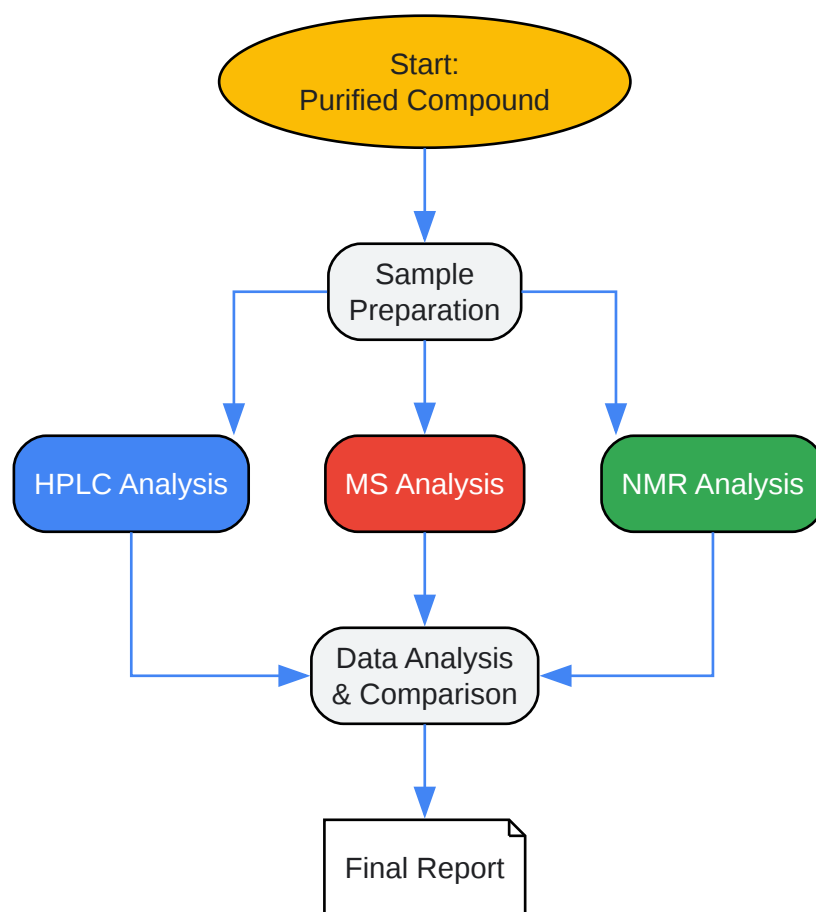 Start:
Purified Compound
Sample
Preparation
HPLC Analysis
MS Analysis
NMR Analysis
Data Analysis
& Comparison
Final Report